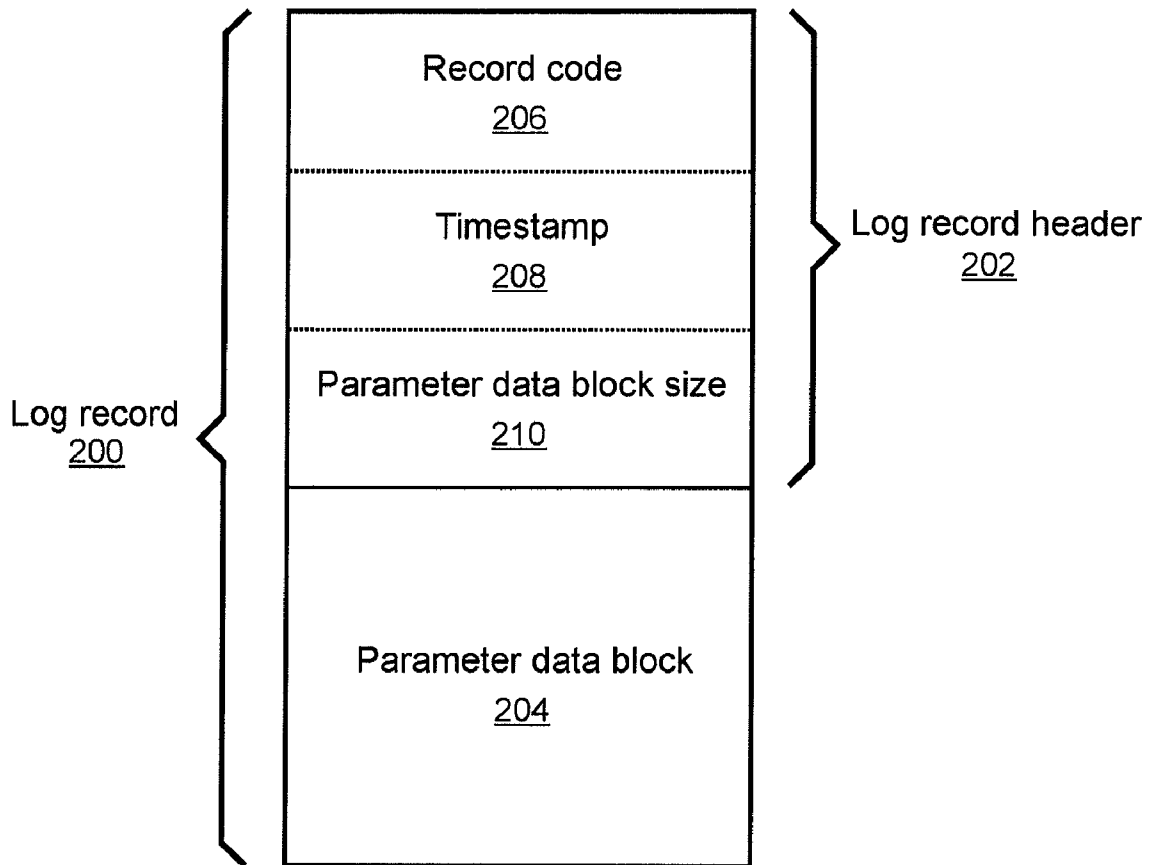 Record code
206
Timestamp
208
Log record header
202
Parameter data block size
210
Log record
200
Parameter data block
204